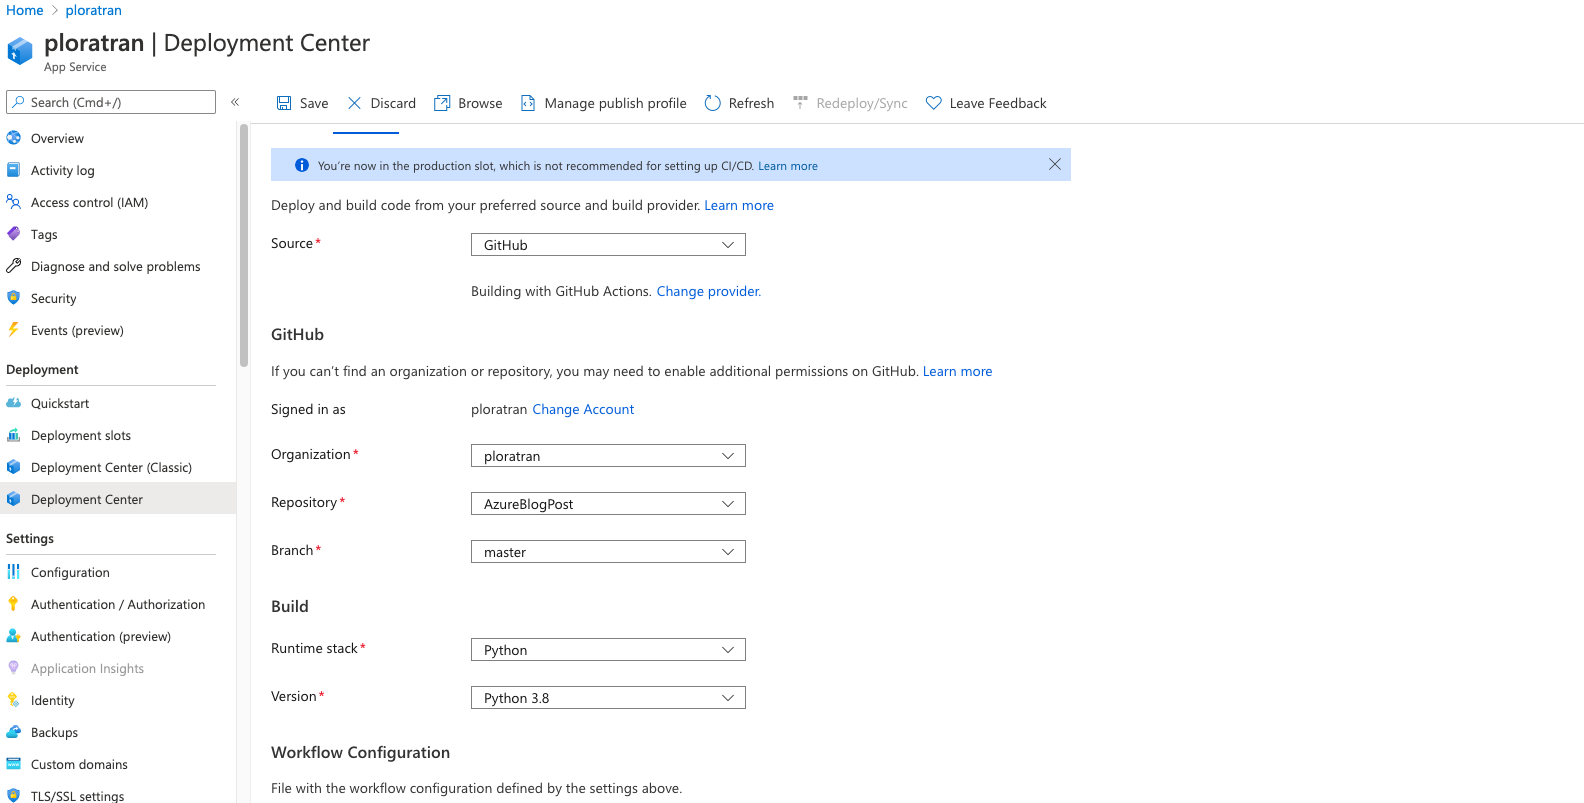 Home > ploratran
ploratran | Deployment Center
App Service
Search (Cmd+/)
«
Save
Discard
Browse
Manage publish profile
Refresh
Redeploy/Sync
Leave Feedback
Overview
Activity log
Access control (IAM)
Tags
Diagnose and solve problems
Security
Events (preview)
Deployment
Quickstart
Deployment slots
Deployment Center (Classic)
Deployment Center
Settings
Configuration
Authentication / Authorization
Authentication (preview)
Application Insights
Identity
Backups
Custom domains
TLS/SSL settings
You're now in the production slot, which is not recommended for setting up CI/CD. Learn more
Deploy and build code from your preferred source and build provider. Learn more
Source* GitHub
Building with GitHub Actions. Change provider.
GitHub
If you can't find an organization or repository, you may need to enable additional permissions on GitHub. Learn more
Signed in as ploratran Change Account
Organization* ploratran
Repository* AzureBlogPost
Branch* master
Build
Runtime stack* Python
Version* Python 3.8
Workflow Configuration
File with the workflow configuration defined by the settings above.